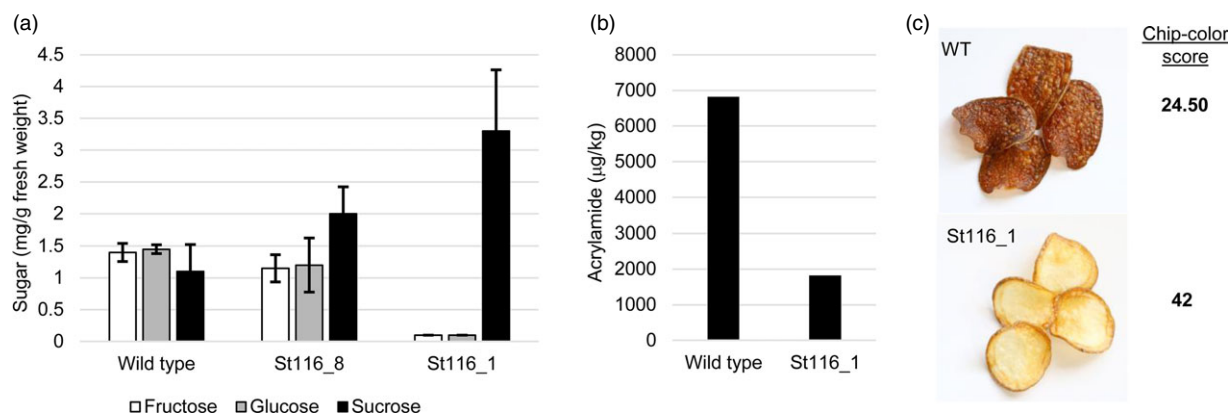 (a)
Sugar (mg/g fresh weight)
4.5
4
3.5
3
2.5
2
1.5
1
0.5
0
Wild type
St116_8
St116_1
Fructose
Glucose
Sucrose
(b)
Acrylamide (µg/kg)
8000
7000
6000
5000
4000
3000
2000
1000
0
Wild type
St116_1
(c)
WT
Chip-color
score
24.50
St116_1
42